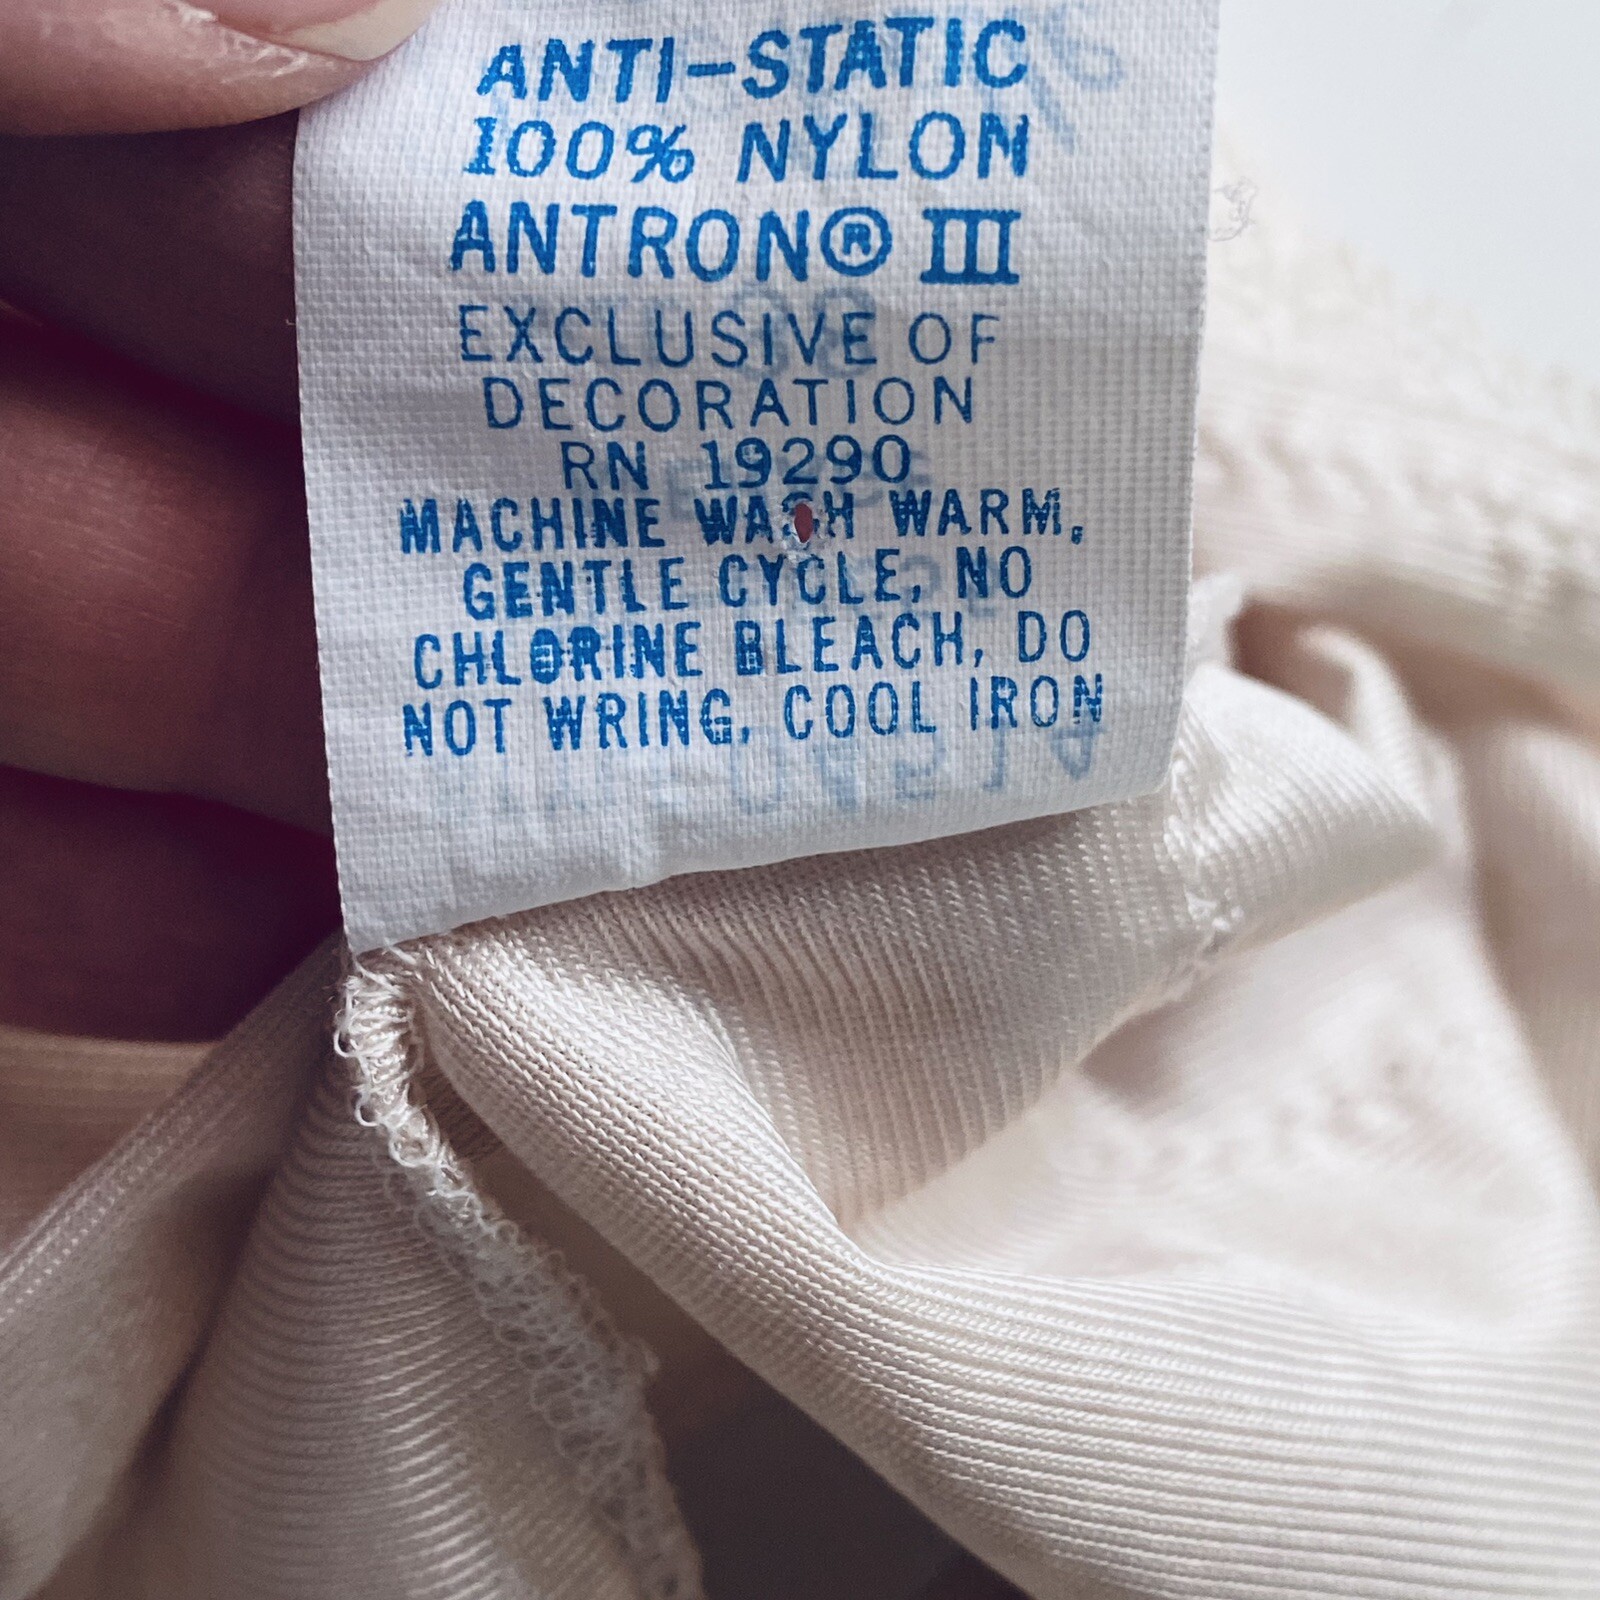 ANTI-STATIC
100% NYLON
ANTRON® III
EXCLUSIVE OF
DECORATION
RN 19290
MACHINE WASH WARM,
GENTLE CYCLE, NO
CHLORINE BLEACH, DO
NOT WRING, COOL IRON